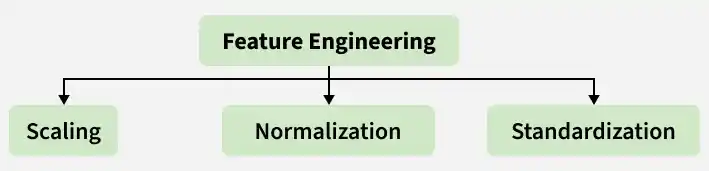 Feature Engineering
Scaling
Normalization
Standardization